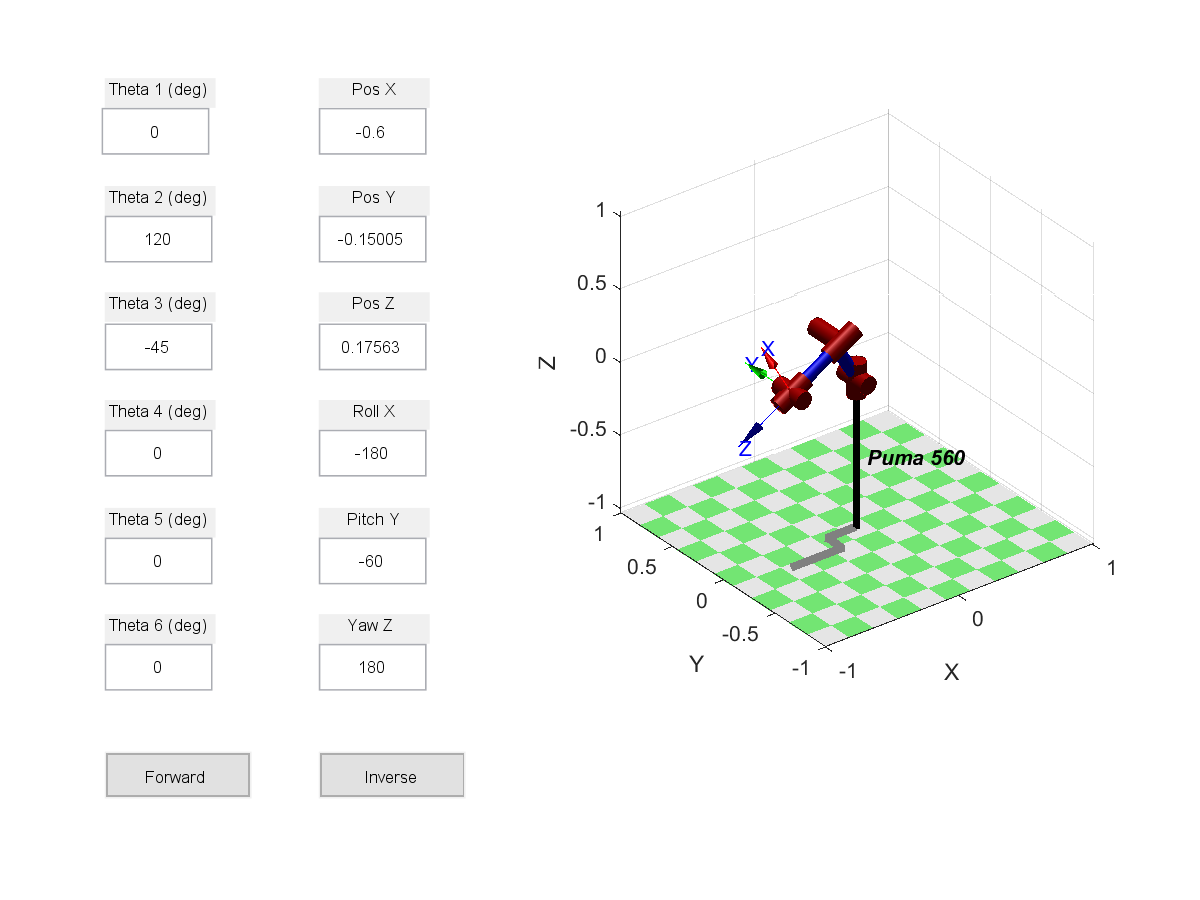 Theta 1 (deg)
0
Pos X
-0.6
Theta 2 (deg)
120
Pos Y
-0.15005
Theta 3 (deg)
-45
Pos Z
0.17563
Theta 4 (deg)
0
Roll X
-180
Theta 5 (deg)
0
Pitch Y
-60
Theta 6 (deg)
0
Yaw Z
180
Forward
Inverse
1
0.5
0
-0.5
-1
Z
X
Y
Z
Puma 560
1
0.5
0
-0.5
-1
Y
-1
0
1
X